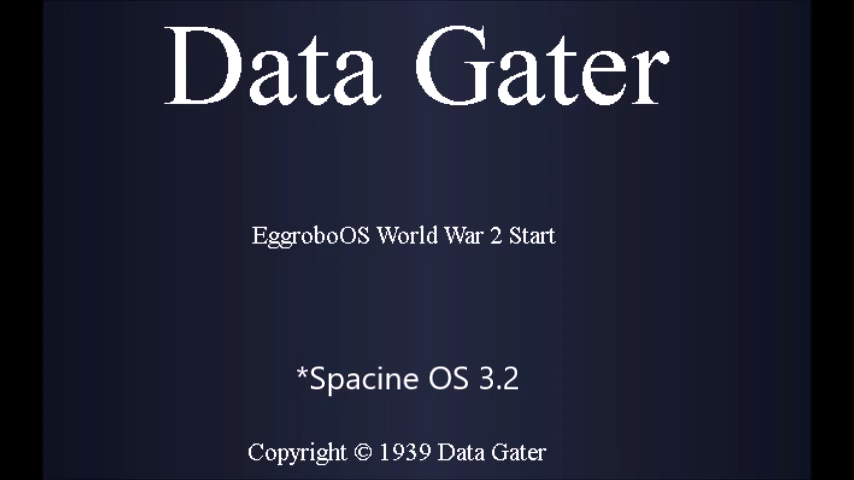 Data Gater
EggroboOS World War 2 Start
*Spacine OS 3.2
Copyright © 1939 Data Gater